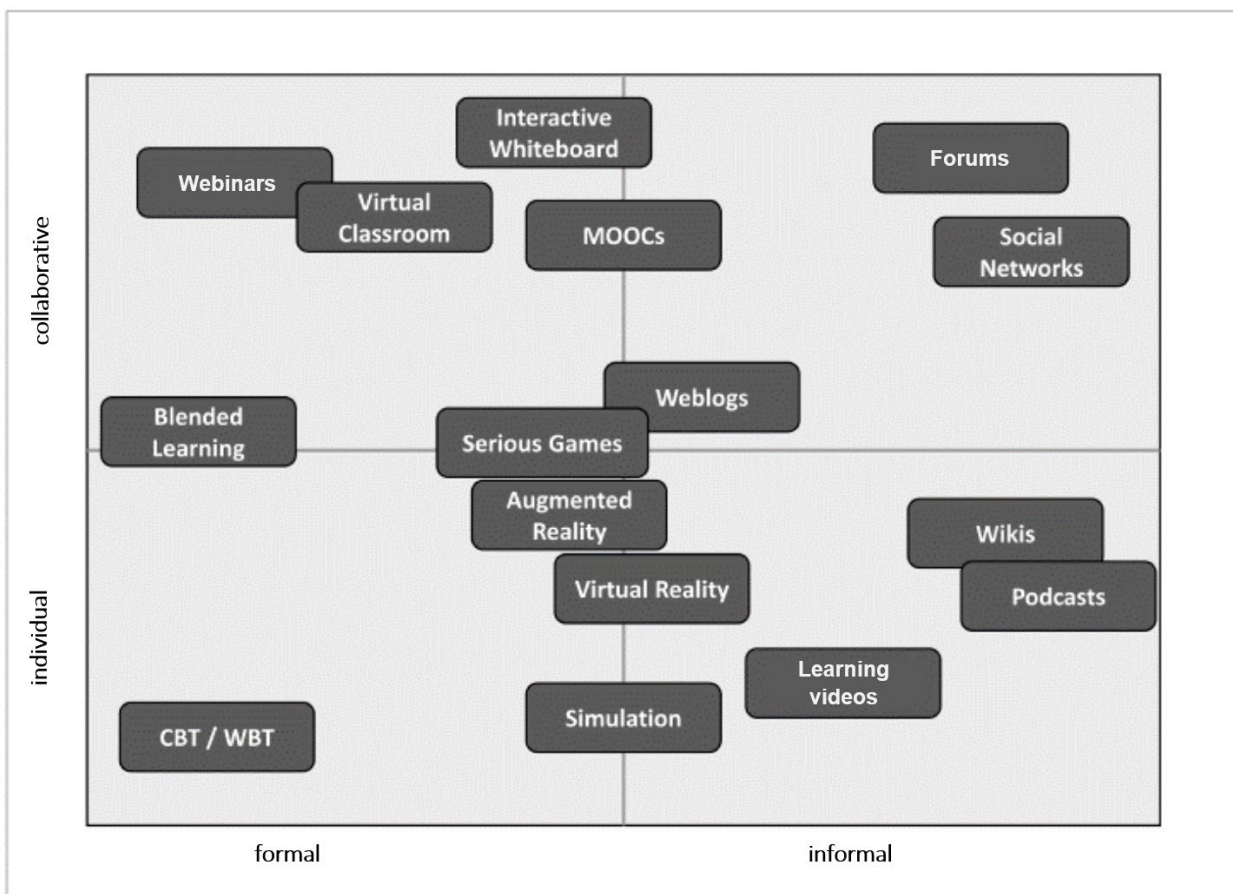 Interactive
Whiteboard
Forums
Webinars
Virtual
Classroom
MOOCs
Social
Networks
collaborative
Weblogs
Blended
Learning
Serious Games
Augmented
Reality
Wikis
Virtual Reality
Podcasts
individual
Learning
videos
Simulation
CBT / WBT
formal
informal